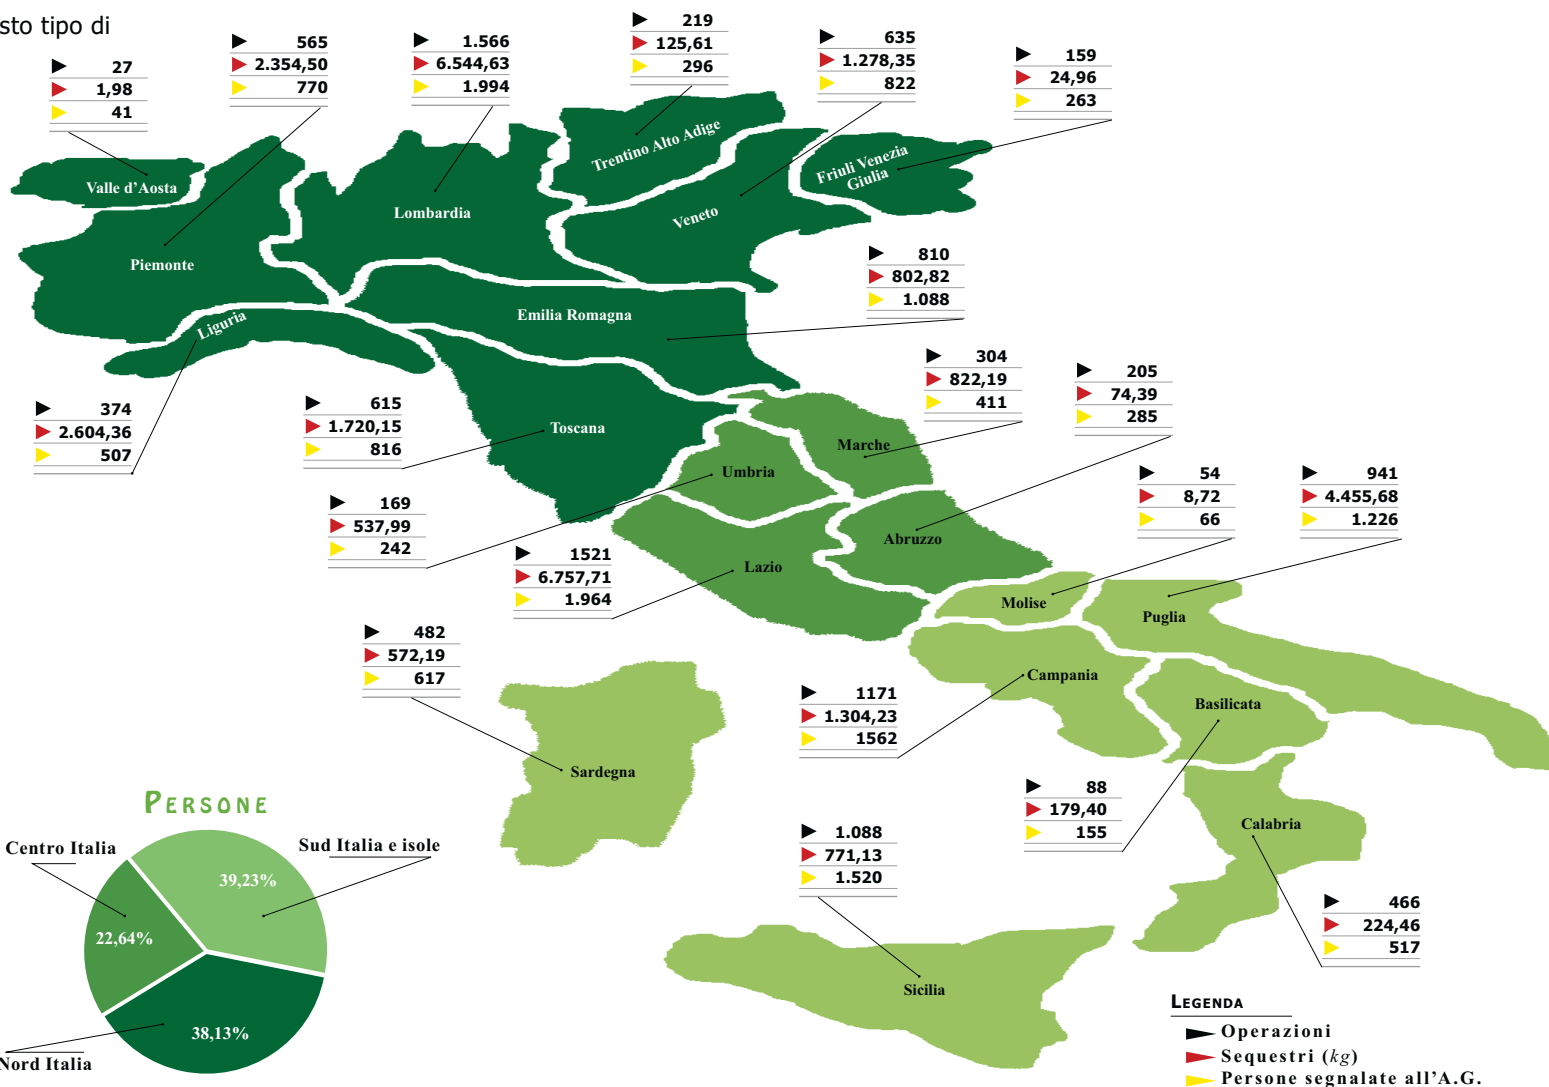 sto tipo di
27
1,98
41
565
2.354,50
770
1.566
6.544,63
1.994
219
125,61
296
635
1.278,35
822
159
24,96
263
Valle d'Aosta
Piemonte
Lombardia
Trentino Alto Adige
Veneto
Friuli Venezia
Giulia
Liguria
Emilia Romagna
810
802,82
1.088
374
2.604,36
507
615
1.720,15
816
Toscana
304
822,19
411
205
74,39
285
Marche
Umbria
169
537,99
242
1521
6.757,71
1.964
Lazio
Abruzzo
54
8,72
66
941
4.455,68
1.226
Molise
Puglia
482
572,19
617
Sardegna
1171
1.304,23
1562
Campania
Basilicata
88
179,40
155
Calabria
1.088
771,13
1.520
466
224,46
517
Sicilia
PERSONE
Centro Italia
Sud Italia e isole
39,23%
22,64%
38,13%
Nord Italia
LEGENDA
Operazioni
Sequestri (kg)
Persone segnalate all'A.G.